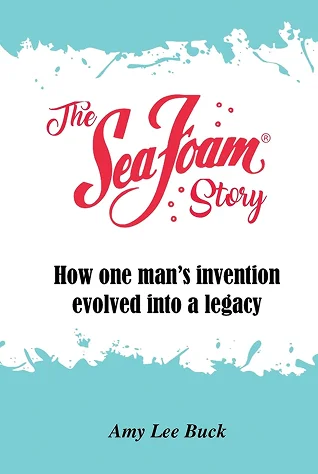 The
Sea Foam®
Story
How one man's invention
evolved into a legacy
Amy Lee Buck